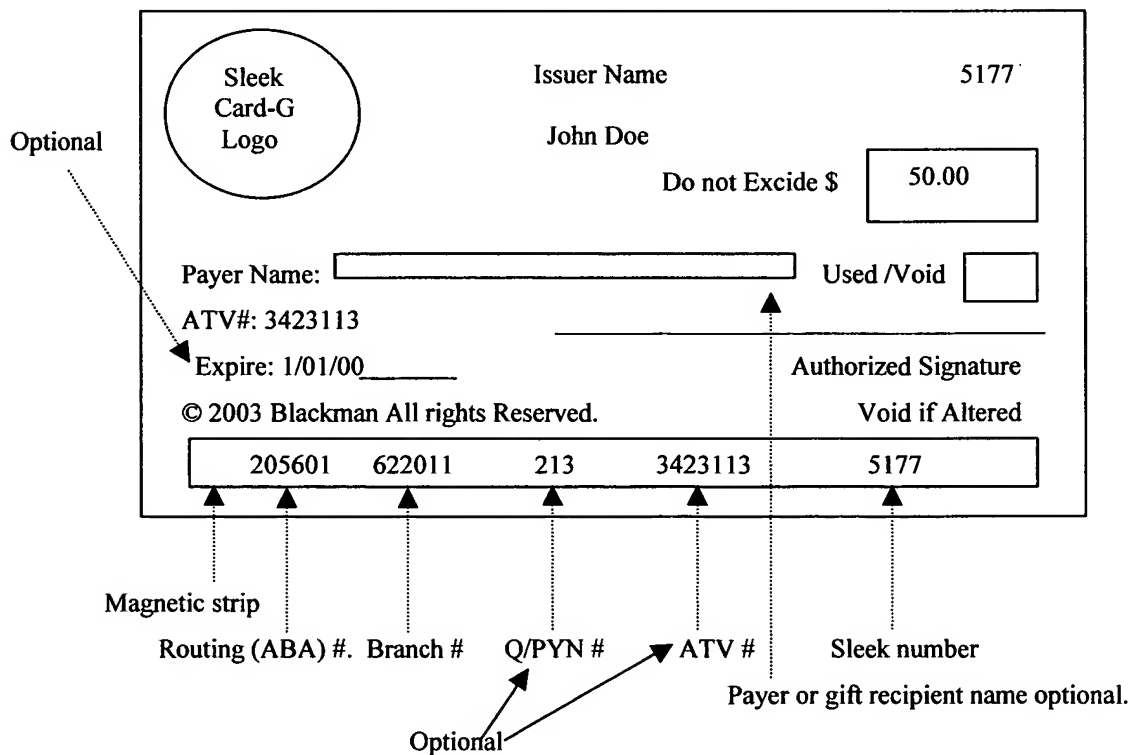 Sleek
Card-G
Logo
Issuer Name
5177
John Doe
Optional
Do not Excide $
50.00
Payer Name:
Used /Void
ATV#: 3423113
Expire: 1/01/00
Authorized Signature
© 2003 Blackman All rights Reserved.
Void if Altered
205601 622011 213 3423113 5177
Magnetic strip
Routing (ABA) #. Branch # Q/PYN # ATV # Sleek number
Payer or gift recipient name optional.
Optional